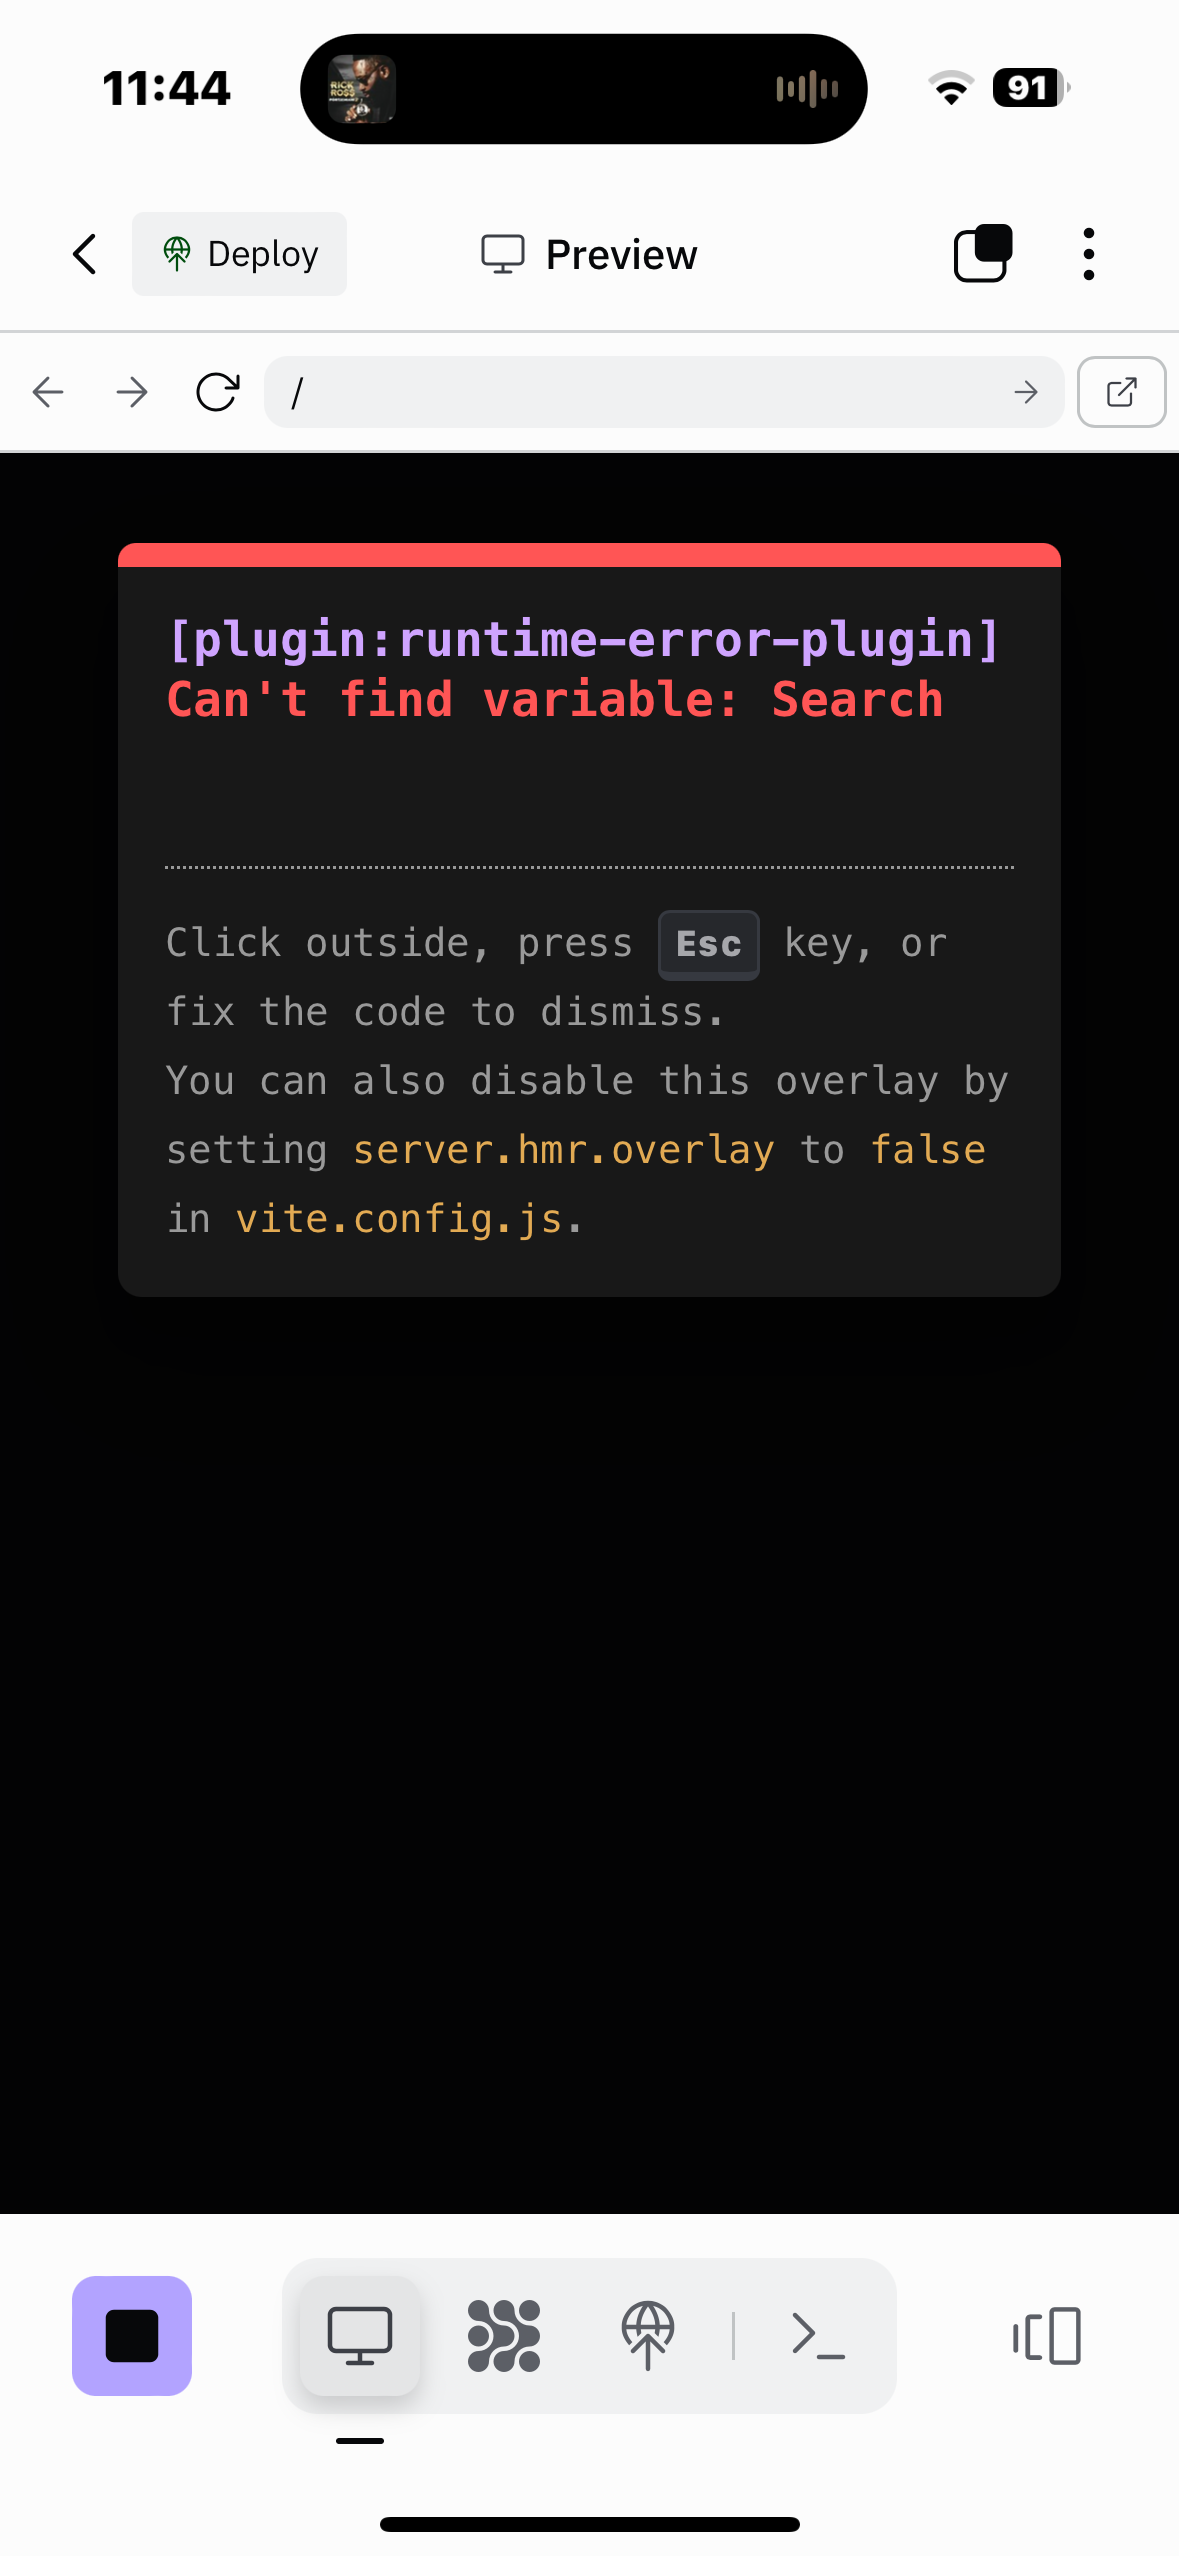 11:44
RICK
ROSS
91
Deploy
Preview
/
[plugin:runtime-error-plugin]
Can't find variable: Search
Click outside, press Esc key, or
fix the code to dismiss.
You can also disable this overlay by
setting server.hmr.overlay to false
in vite.config.js.